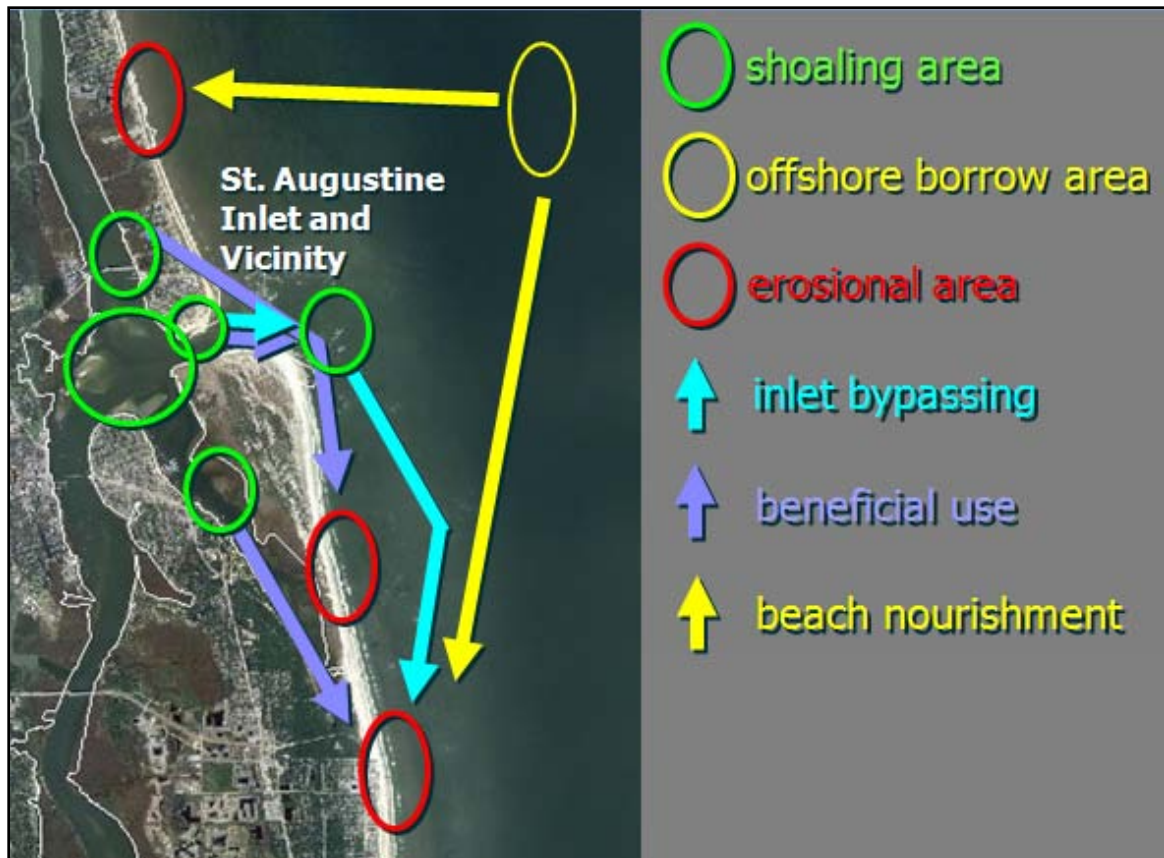 St. Augustine
Inlet and
Vicinity
shoaling area
offshore borrow area
erosional area
inlet bypassing
beneficial use
beach nourishment